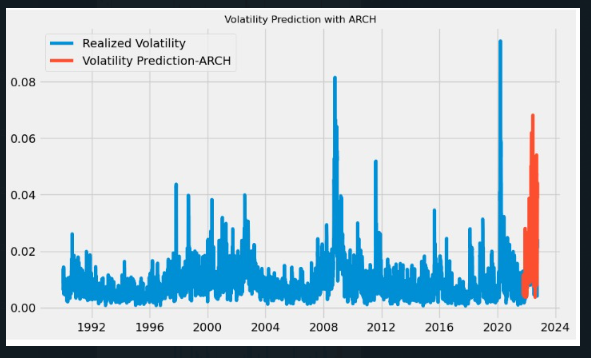 Volatility Prediction with ARCH
Realized Volatility
Volatility Prediction-ARCH
0.08
0.06
0.04
0.02
0.00
1992 1996 2000 2004 2008 2012 2016 2020 2024